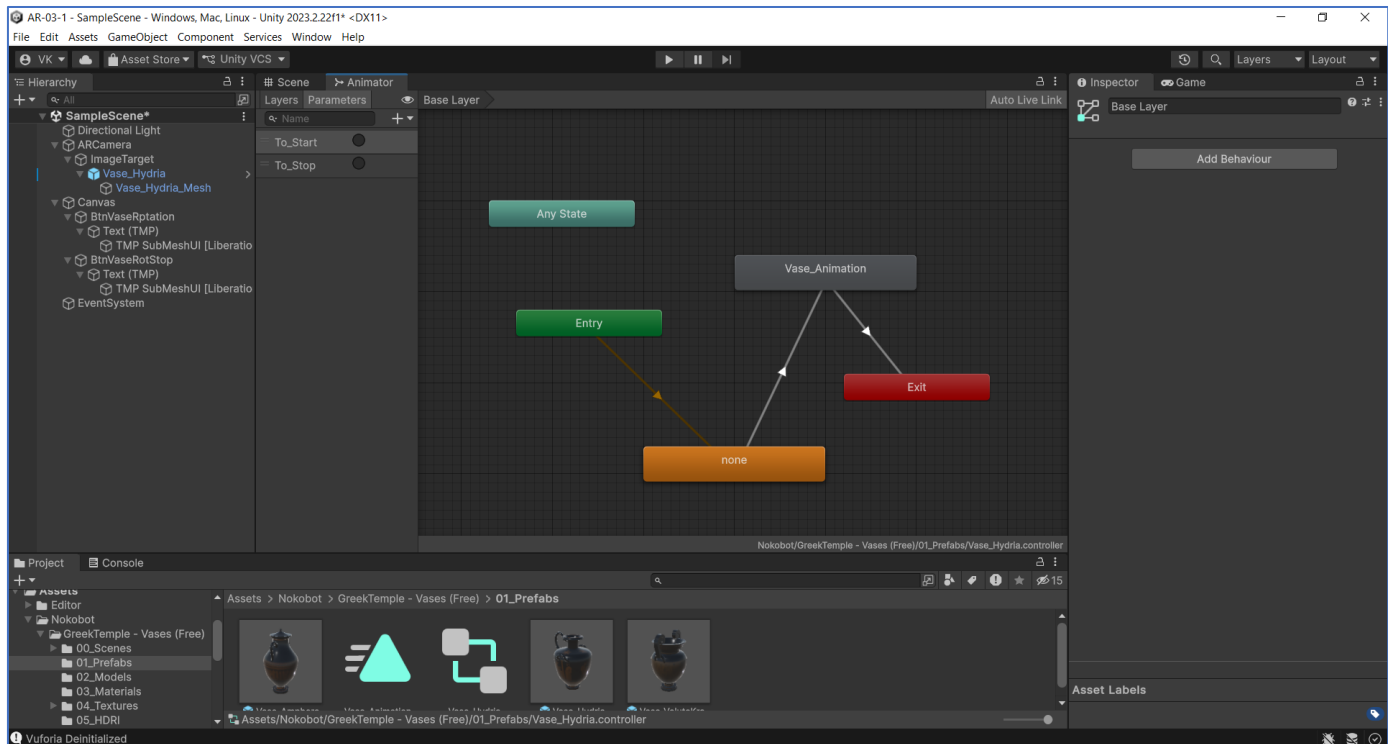 AR-03-1 - SampleScene - Windows, Mac, Linux - Unity 2023.2.22f1* <DX11>
File Edit Assets GameObject Component Services Window Help
VK Asset Store Unity VCS Layers Layout
Hierarchy
All
SampleScene*
Directional Light
ARCamera
ImageTarget
Vase_Hydria
Vase_Hydria_Mesh
Canvas
BtnVaseRptation
Text (TMP)
TMP SubMeshUI [Liberatio
BtnVaseRotStop
Text (TMP)
TMP SubMeshUI [Liberatio
EventSystem
Scene Animator
Layers Parameters Base Layer Auto Live Link
Name
To_Start
To_Stop
Any State
Vase_Animation
Entry
Exit
none
Nokobot/GreekTemple - Vases (Free)/01_Prefabs/Vase_Hydria.controller
Inspector Game
Base Layer
Add Behaviour
Asset Labels
Project Console
15
Assets
Editor
Nokobot
GreekTemple - Vases (Free)
00_Scenes
01_Prefabs
02_Models
03_Materials
04_Textures
05_HDRI
Assets > Nokobot > GreekTemple - Vases (Free) > 01_Prefabs
Assets/Nokobot/GreekTemple - Vases (Free)/01_Prefabs/Vase_Hydria.controller
Vuforia Deinitialized